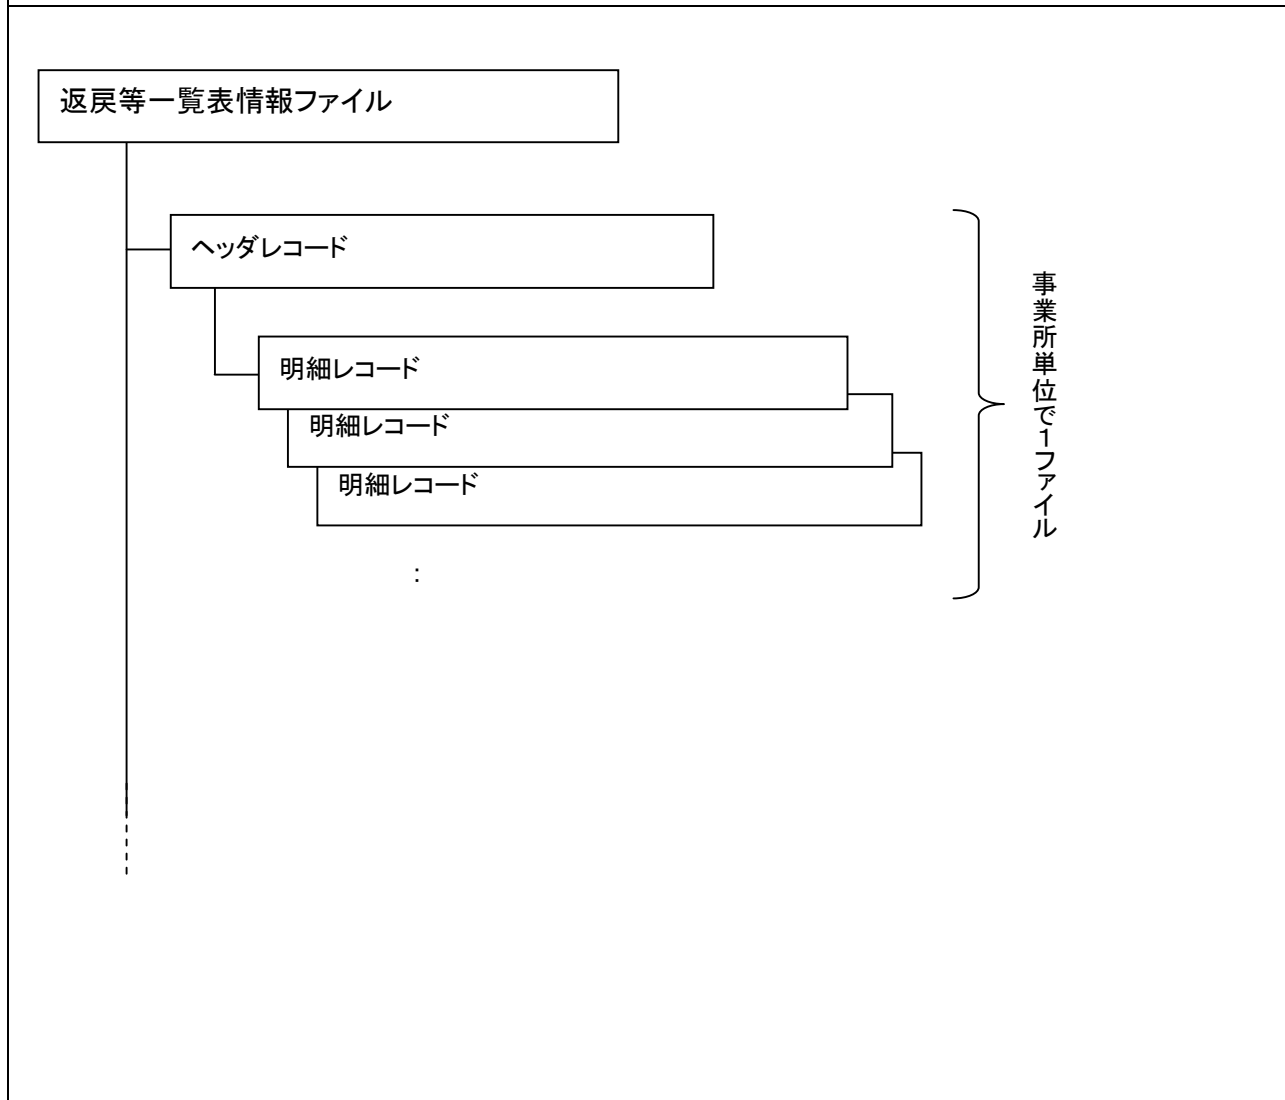 返戻等一覧表情報ファイル
ヘッダレコード
明細レコード
明細レコード
明細レコード
：
事業所単位で1ファイル